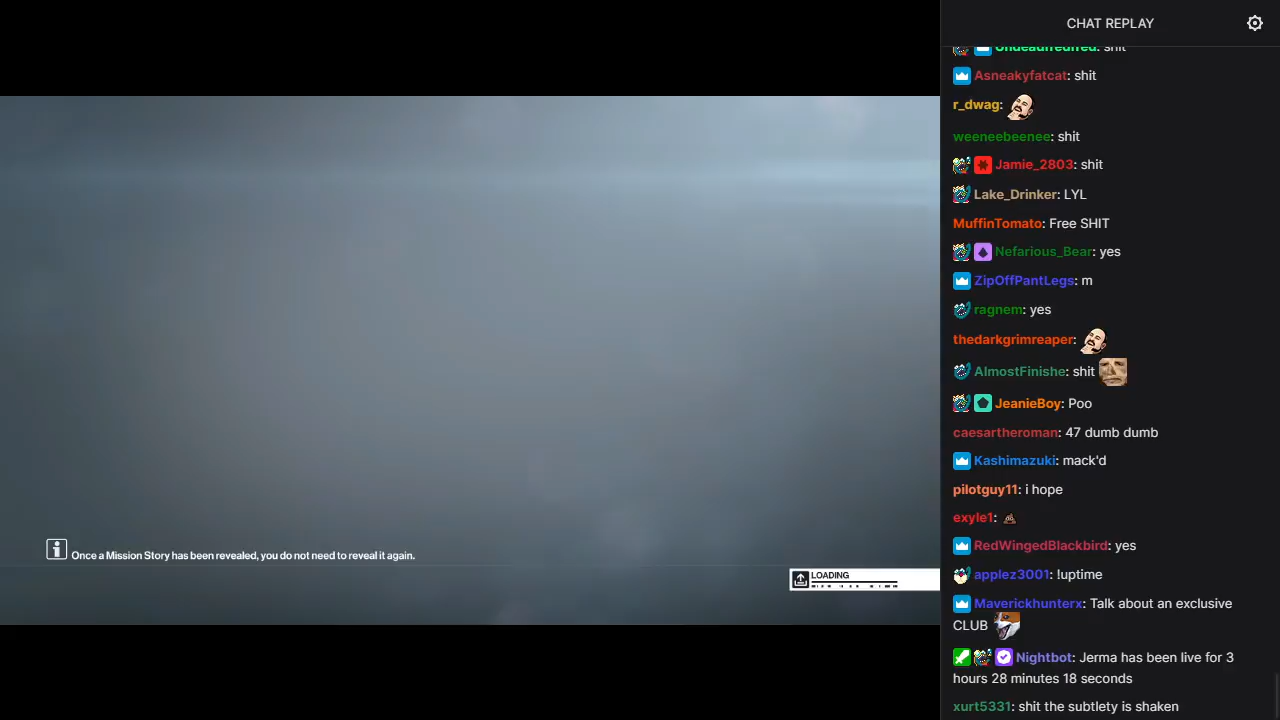 Once a Mission Story has been revealed, you do not need to reveal it again.
LOADING
CHAT REPLAY
Undeadfredfred: shit
Asneakyfatcat: shit
r_dwag:
weeneebeenee: shit
Jamie_2803: shit
Lake_Drinker: LYL
MuffinTomato: Free SHIT
Nefarious_Bear: yes
ZipOffPantLegs: m
ragnem: yes
thedarkgrimreaper:
AlmostFinishe: shit
JeanieBoy: Poo
caesartheroman: 47 dumb dumb
Kashimazuki: mack'd
pilotguy11: i hope
exyle1: 💩
RedWingedBlackbird: yes
applez3001: !uptime
Maverickhunterx: Talk about an exclusive
CLUB
Nightbot: Jerma has been live for 3
hours 28 minutes 18 seconds
xurt5331: shit the subtlety is shaken